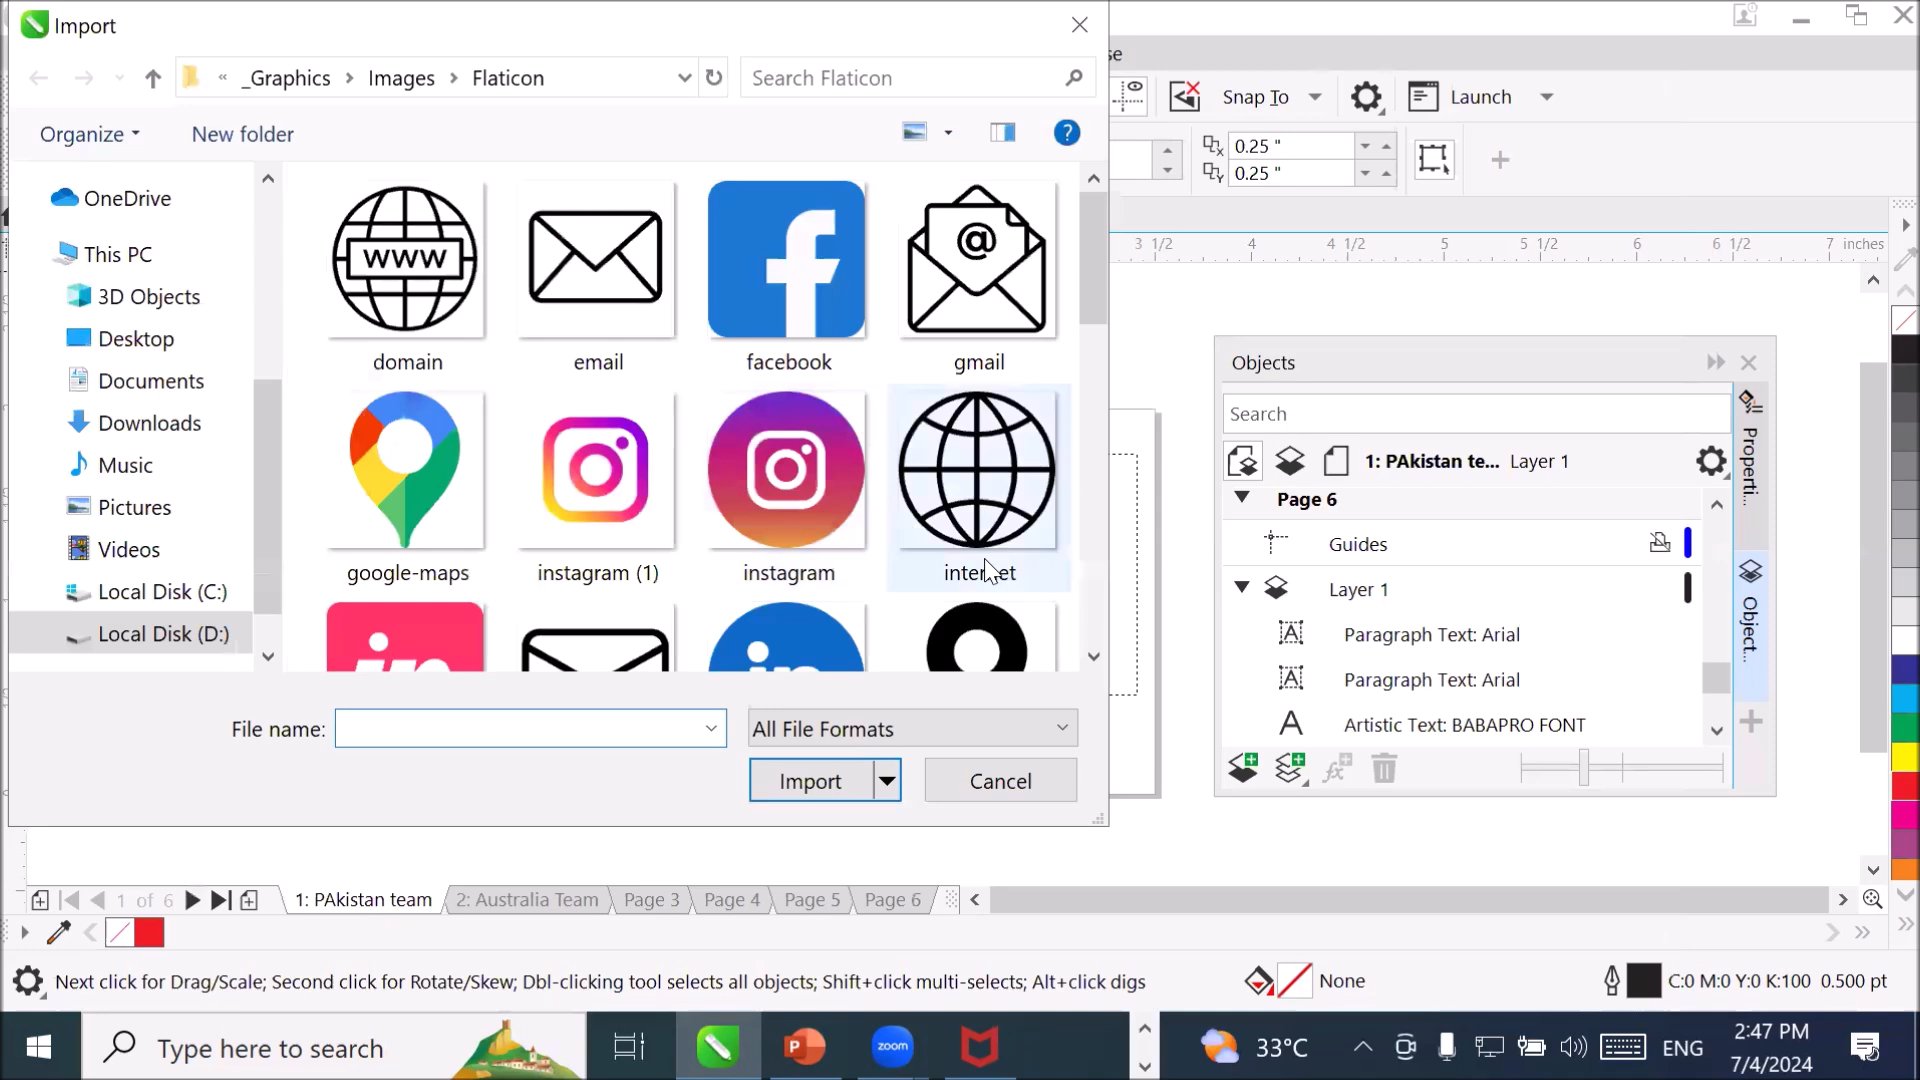 Import
se
« _Graphics > Images > Flaticon
Search Flaticon
Snap To
Launch
Organize
New folder
?
0.25 "
0.25 "
3 1/2 4 4 1/2 5 5 1/2 6 6 1/2 7 inches
OneDrive
This PC
3D Objects
Desktop
Documents
Downloads
Music
Pictures
Videos
Local Disk (C:)
Local Disk (D:)
WWW
@
domain email facebook gmail
google-maps instagram (1) instagram internet
in
in
File name:
All File Formats
Import
Cancel
Objects
Search
1: PAkistan te... Layer 1
Page 6
Guides
Layer 1
Paragraph Text: Arial
Paragraph Text: Arial
Artistic Text: BABAPRO FONT
Properti...
Object...
1 of 6
1: PAkistan team
2: Australia Team
Page 3
Page 4
Page 5
Page 6
Next click for Drag/Scale; Second click for Rotate/Skew; Dbl-clicking tool selects all objects; Shift+click multi-selects; Alt+click digs
None
C:0 M:0 Y:0 K:100 0.500 pt
Type here to search
P
zoom
33°C
ENG
2:47 PM
7/4/2024